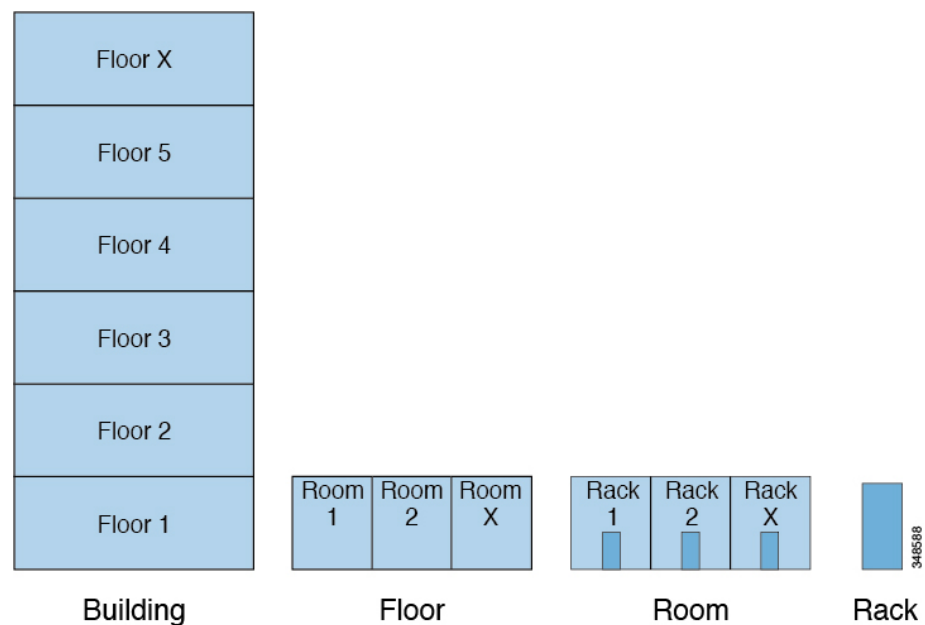 Floor X
Floor 5
Floor 4
Floor 3
Floor 2
Floor 1
Building
Room Room Room
1 2 X
Floor
Rack Rack Rack
1 2 X
Room
348588
Rack